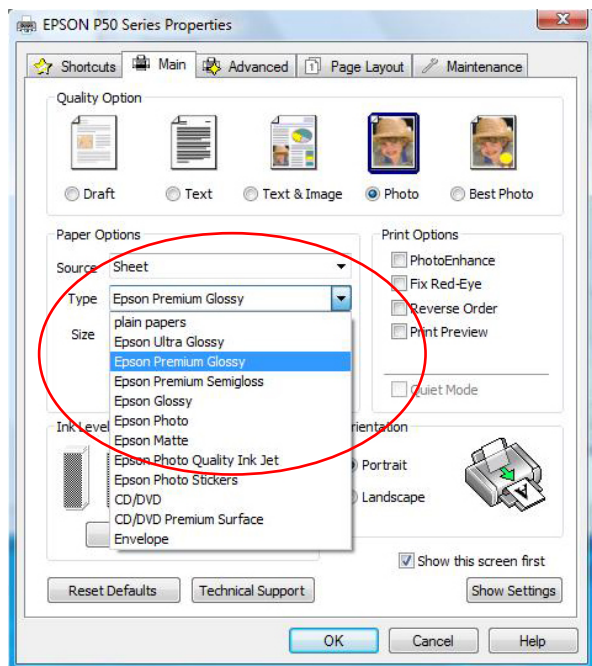 EPSON P50 Series Properties
Shortcuts Main Advanced 1 Page Layout Maintenance
Quality Option
Draft Text Text & Image Photo Best Photo
Paper Options
Source Sheet
Type Epson Premium Glossy
plain papers
Epson Ultra Glossy
Epson Premium Glossy
Epson Premium Semigloss
Epson Glossy
Epson Photo
Epson Matte
Epson Photo Quality Ink Jet
Epson Photo Stickers
CD/DVD
CD/DVD Premium Surface
Envelope
Size
Print Options
PhotoEnhance
Fix Red-Eye
Reverse Order
Print Preview
Quiet Mode
Ink Leve
rientation
Portrait
Landscape
A
Show this screen first
Reset Defaults Technical Support Show Settings
OK Cancel Help